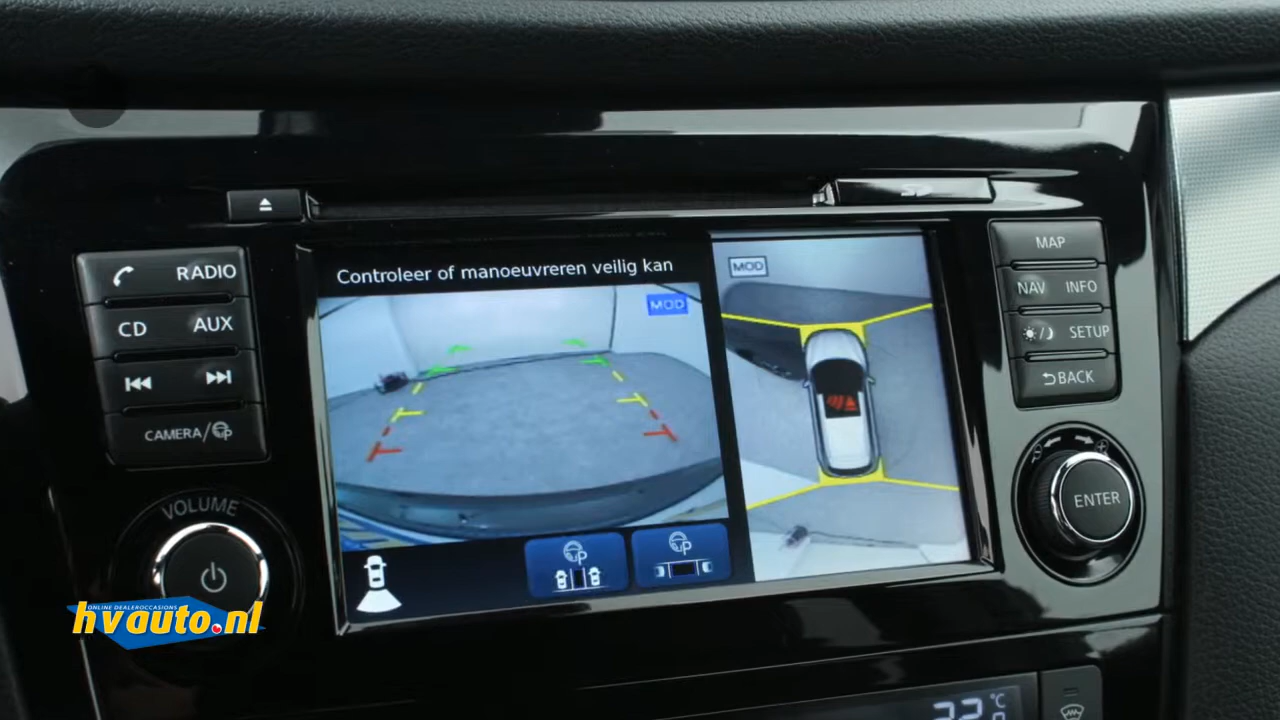 SD
RADIO
CD AUX
CAMERA/P
VOLUME
Controleer of manoeuvreren veilig kan
MOD
MOD
P
P
MAP
NAV INFO
SETUP
BACK
ENTER
°C
ONLINE DEALEROCCASIONS
hvauto.nl